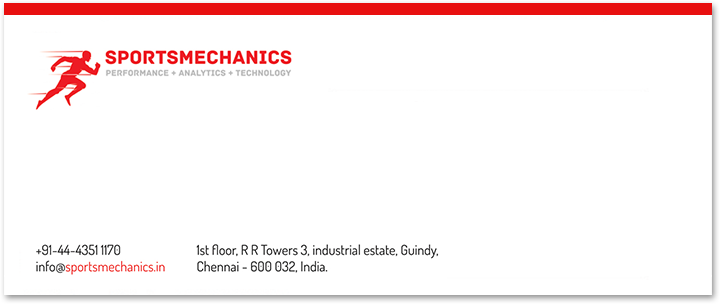 SPORTSMECHANICS
PERFORMANCE + ANALYTICS + TECHNOLOGY
+91-44-4351 1170
info@sportsmechanics.in
1st floor, R R Towers 3, industrial estate, Guindy,
Chennai - 600 032, India.